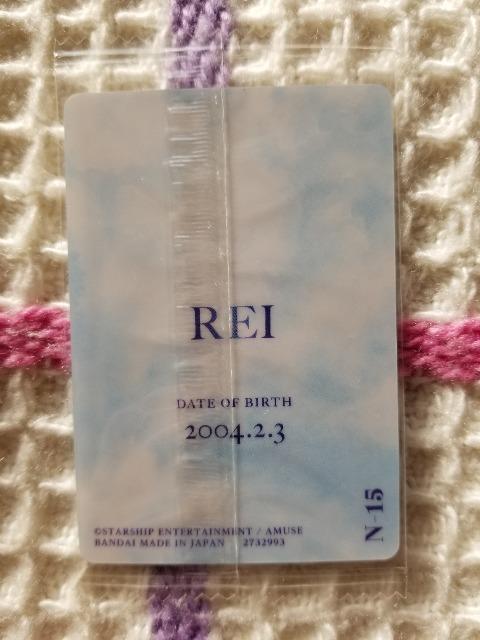 REI
DATE OF BIRTH
2004.2.3
N-15
©STARSHIP ENTERTAINMENT / AMUSE
BANDAI MADE IN JAPAN 2732993